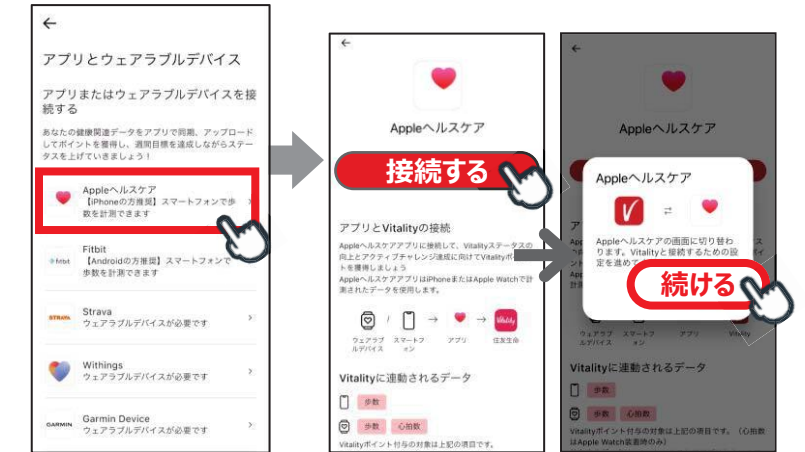 アプリとウェアラブルデバイス
アプリまたはウェアラブルデバイスを接
続する
あなたの健康関連データをアプリで同期、アップロード
してポイントを獲得し、週間目標を達成しながらステー
タスを上げていきましょう！
Appleヘルスケア
【iPhoneの方推奨】スマートフォンで歩
数を計測できます
fitbit
Fitbit
【Androidの方推奨】スマートフォンで
歩数を計測できます
STRAVA
Strava
ウェアラブルデバイスが必要です
Withings
ウェアラブルデバイスが必要です
GARMIN
Garmin Device
ウェアラブルデバイスが必要です
Appleヘルスケア
接続する
アプリとVitalityの接続
Appleヘルスケアアプリに接続して、Vitalityステータスの
向上とアクティブチャレンジ達成に向けてVitalityポ
トを獲得しましょう
AppleヘルスケアアプリはiPhoneまたはApple Watchで計
測されたデータを使用します。
/
ウェアラブ
ルデバイス
スマートフ
ォン
アプリ
Vitality
住友生命
Vitalityに連動されるデータ
歩数
歩数 心拍数
Vitalityポイント付与の対象は上記の項目です。
Appleヘルスケア
Appleヘルスケア
V
Appleヘルスケアの画面に切り替わ
ります。Vitalityと接続するための設
定を進めて
続ける
ウェアラブ
ルデバイス
スマートフ
ォン
アプリ
Vitality
Vitalityに連動されるデータ
歩数
歩数 心拍数
Vitalityポイント付与の対象は上記の項目です。（心拍数
はApple Watch装着時のみ）